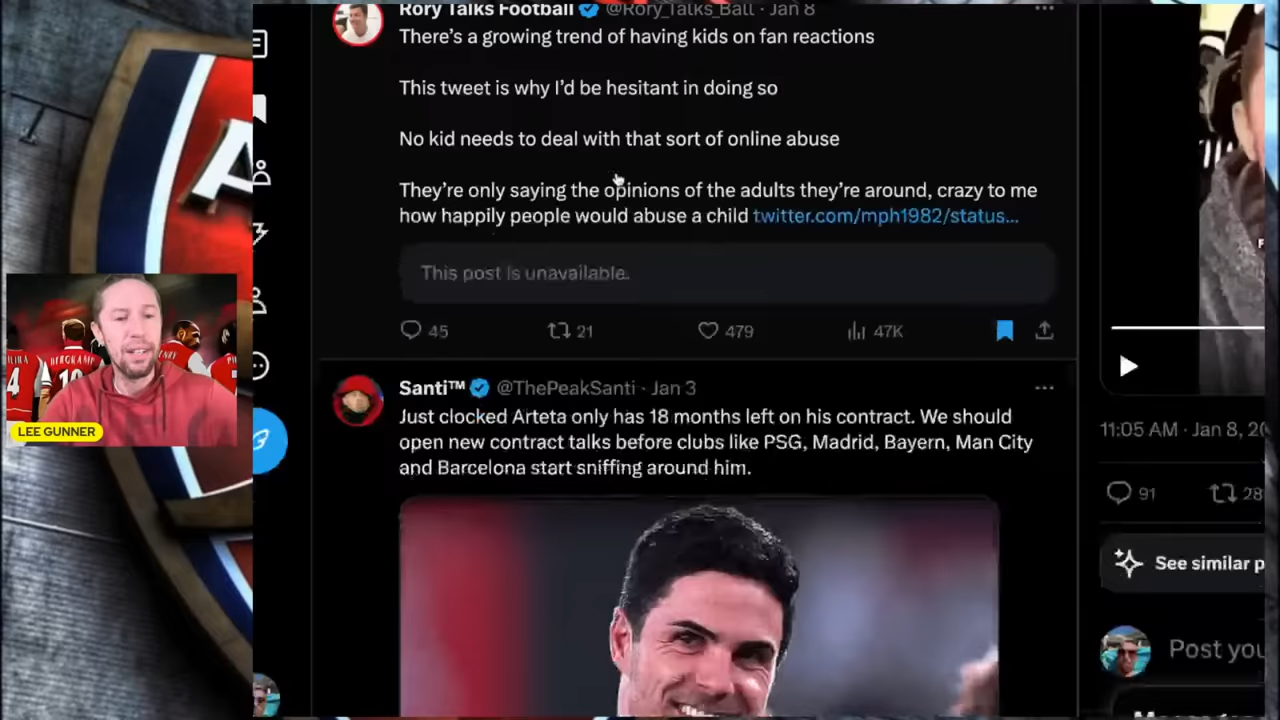 Rory Talks Football @Rory_Talks_Ball · Jan 8
There's a growing trend of having kids on fan reactions
This tweet is why I'd be hesitant in doing so
No kid needs to deal with that sort of online abuse
They're only saying the opinions of the adults they're around, crazy to me
how happily people would abuse a child twitter.com/mph1982/status...
This post is unavailable.
45 21 479 47K
Santi™ @ThePeakSanti · Jan 3
Just clocked Arteta only has 18 months left on his contract. We should
open new contract talks before clubs like PSG, Madrid, Bayern, Man City
and Barcelona start sniffing around him.
A
4
BERGKAMP
10
LEE GUNNER
11:05 AM · Jan 8, 20
91 28
See similar p
Post you